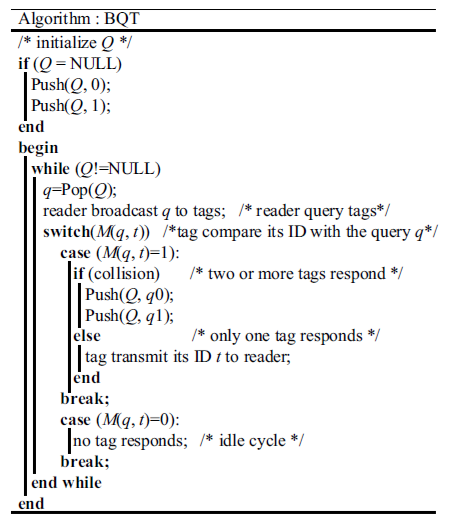 Algorithm : BQT
/* initialize Q */
if (Q = NULL)
Push(Q, 0);
Push(Q, 1);
end
begin
while (Q!=NULL)
q=Pop(Q);
reader broadcast q to tags; /* reader query tags*/
switch(M(q, t)) /*tag compare its ID with the query q*/
case (M(q, t)=1):
if (collision) /* two or more tags respond */
Push(Q, q0);
Push(Q, q1);
else /* only one tag responds */
tag transmit its ID t to reader;
end
break;
case (M(q, t)=0):
no tag responds; /* idle cycle */
break;
end while
end